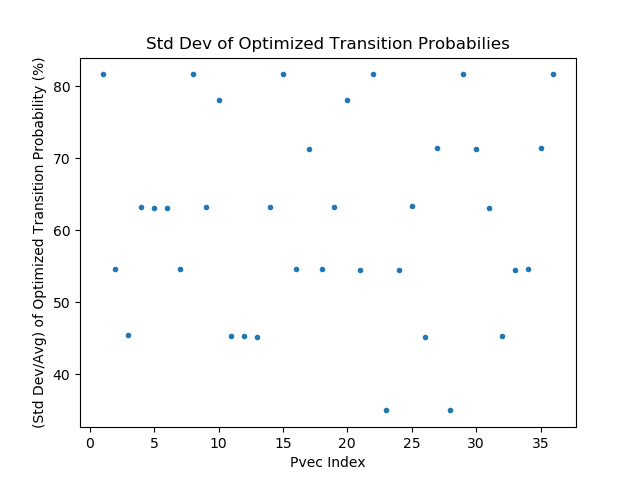 Std Dev of Optimized Transition Probabilies
(Std Dev/Avg) of Optimized Transition Probability (%)
80
70
60
50
40
0 5 10 15 20 25 30 35
Pvec Index